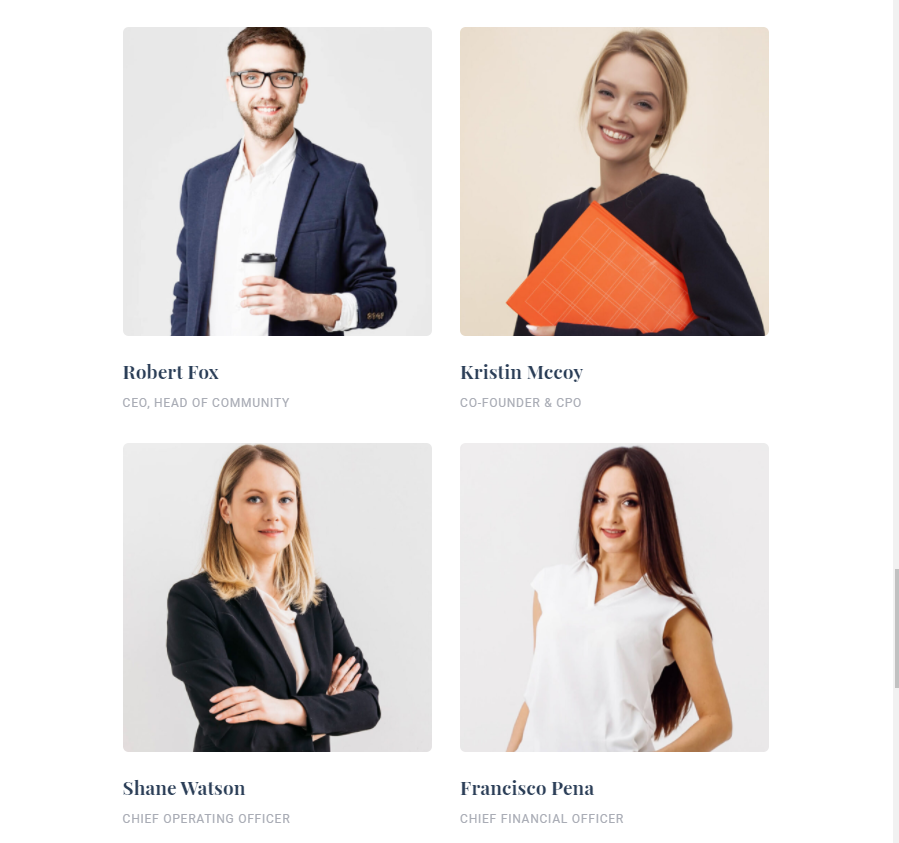 Robert Fox
CEO, HEAD OF COMMUNITY
Kristin Mccoy
CO-FOUNDER & CPO
Shane Watson
CHIEF OPERATING OFFICER
Francisco Pena
CHIEF FINANCIAL OFFICER